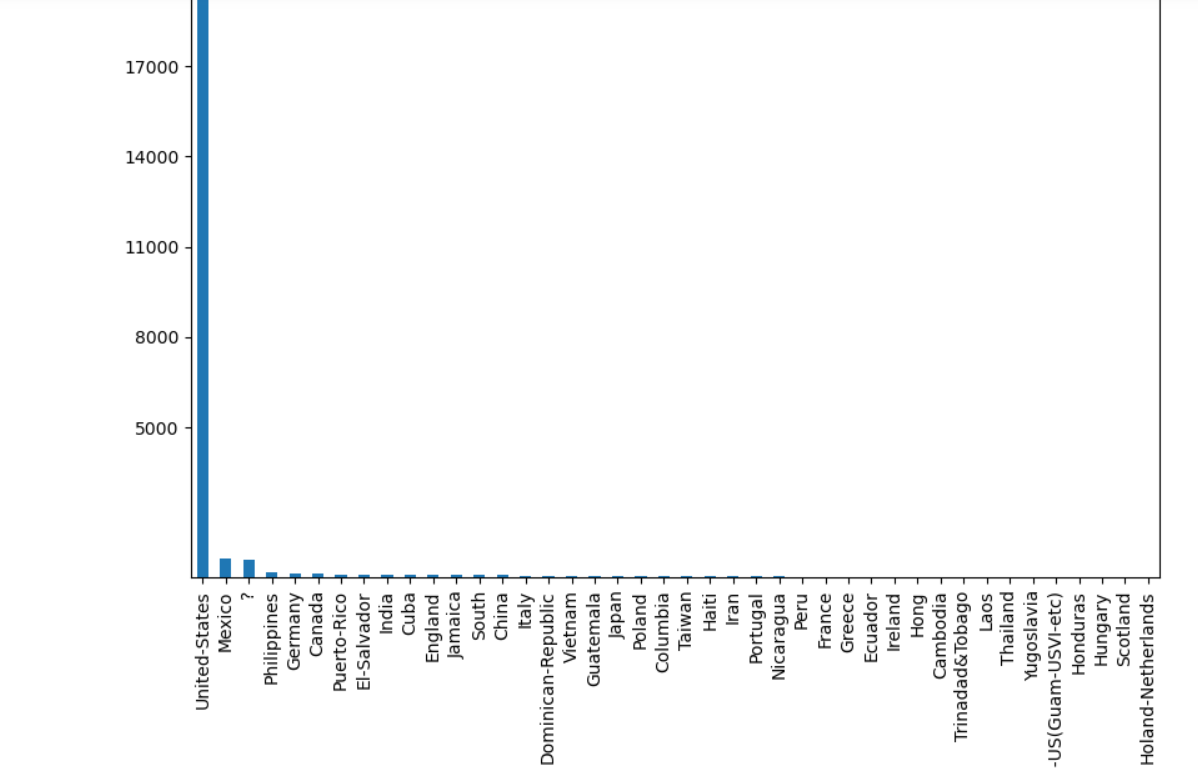 17000
14000
11000
8000
5000
United-States
Mexico
?
Philippines
Germany
Canada
Puerto-Rico
El-Salvador
India
Cuba
England
Jamaica
South
China
Italy
Dominican-Republic
Vietnam
Guatemala
Japan
Poland
Columbia
Taiwan
Haiti
Iran
Portugal
Nicaragua
Peru
France
Greece
Ecuador
Ireland
Hong
Cambodia
Trinadad&Tobago
Laos
Thailand
Yugoslavia
-US(Guam-USVI-etc)
Honduras
Hungary
Scotland
Holand-Netherlands